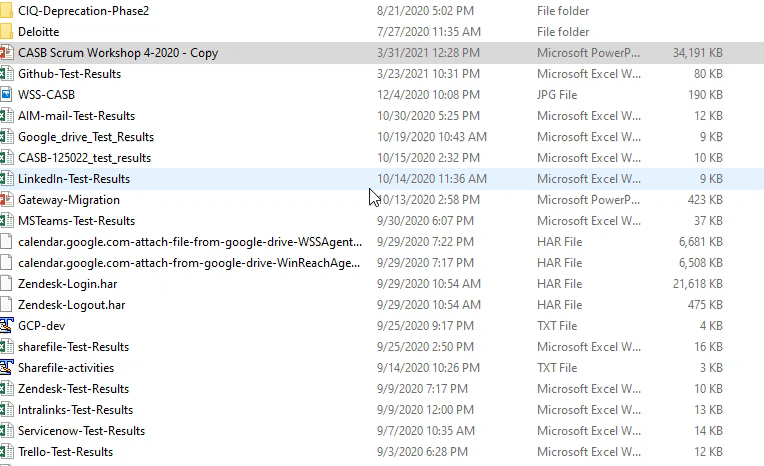 CIQ-Deprecation-Phase2 8/21/2020 5:02 PM File folder
Deloitte 7/27/2020 11:35 AM File folder
CASB Scrum Workshop 4-2020 - Copy 3/31/2021 12:28 PM Microsoft PowerP... 34,191 KB
Github-Test-Results 3/23/2021 10:31 PM Microsoft Excel W... 80 KB
WSS-CASB 12/4/2020 10:08 PM JPG File 190 KB
AIM-mail-Test-Results 10/30/2020 5:25 PM Microsoft Excel W... 12 KB
Google_drive_Test_Results 10/19/2020 10:43 AM Microsoft Excel W... 9 KB
CASB-125022_test_results 10/15/2020 2:32 PM Microsoft Excel W... 10 KB
LinkedIn-Test-Results 10/14/2020 11:36 AM Microsoft Excel W... 9 KB
Gateway-Migration 10/13/2020 2:58 PM Microsoft PowerP... 423 KB
MSTeams-Test-Results 9/30/2020 6:07 PM Microsoft Excel W... 37 KB
calendar.google.com-attach-file-from-google-drive-WSSAgent... 9/29/2020 7:22 PM HAR File 6,681 KB
calendar.google.com-attach-from-google-drive-WinReachAge... 9/29/2020 7:17 PM HAR File 6,508 KB
Zendesk-Login.har 9/29/2020 10:54 AM HAR File 21,618 KB
Zendesk-Logout.har 9/29/2020 10:54 AM HAR File 475 KB
GCP-dev 9/25/2020 9:17 PM TXT File 4 KB
sharefile-Test-Results 9/25/2020 2:50 PM Microsoft Excel W... 16 KB
Sharefile-activities 9/14/2020 10:26 PM TXT File 3 KB
Zendesk-Test-Results 9/9/2020 7:17 PM Microsoft Excel W... 10 KB
Intralinks-Test-Results 9/9/2020 12:00 PM Microsoft Excel W... 13 KB
Servicenow-Test-Results 9/7/2020 10:35 AM Microsoft Excel W... 14 KB
Trello-Test-Results 9/3/2020 6:28 PM Microsoft Excel W... 12 KB